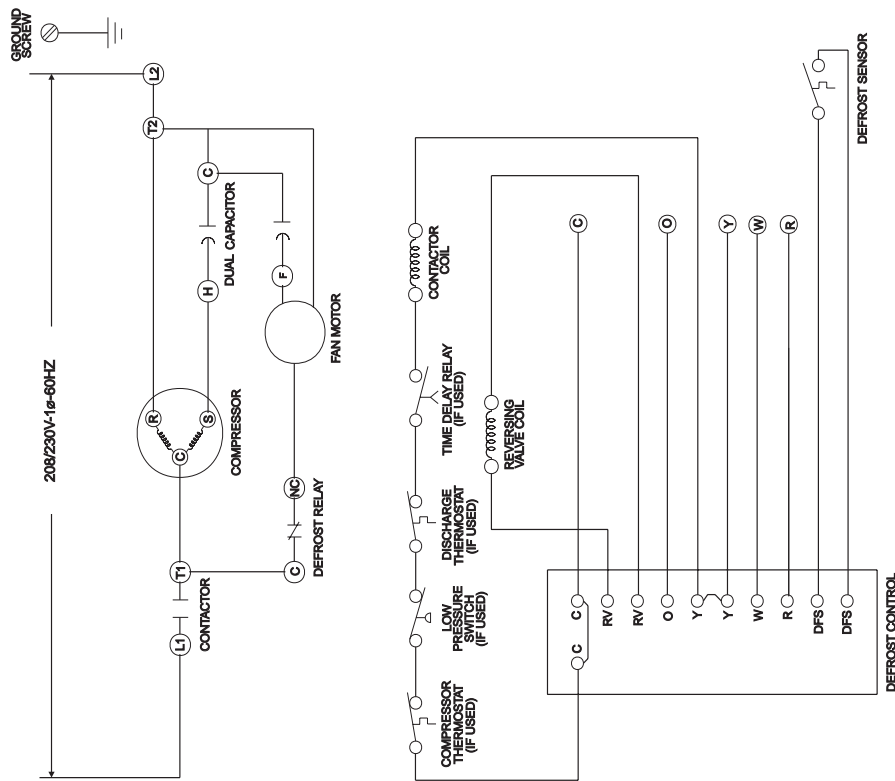 GROUND
SCREW
208/230V-1ø-60HZ
L1
CONTACTOR
T1
C
R
S
COMPRESSOR
H
DUAL CAPACITOR
C
T2
L2
C
NC
DEFROST RELAY
FAN MOTOR
F
COMPRESSOR
THERMOSTAT
(IF USED)
LOW
PRESSURE
SWITCH
(IF USED)
DISCHARGE
THERMOSTAT
(IF USED)
TIME DELAY RELAY
(IF USED)
CONTACTOR
COIL
REVERSING
VALVE COIL
C
C
RV
RV
O
Y
Y
W
R
DFS
DFS
DEFROST CONTROL
C
O
Y
W
R
DEFROST SENSOR